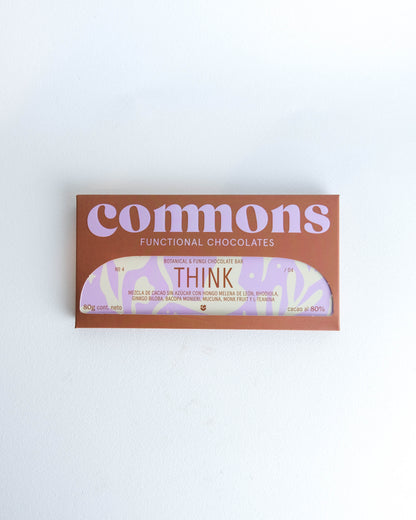 commons
FUNCTIONAL CHOCOLATES
BOTANICAL & FUNGI CHOCOLATE BAR
Nº 4 THINK / 04
MEZCLA DE CACAO SIN AZÚCAR CON HONGO MELENA DE LEÓN, RHODIOLA,
GINKGO BILOBA, BACOPA MONIERI, MUCUNA, MONK FRUIT Y L-TEANINA
80g cont. neto cacao al 80%